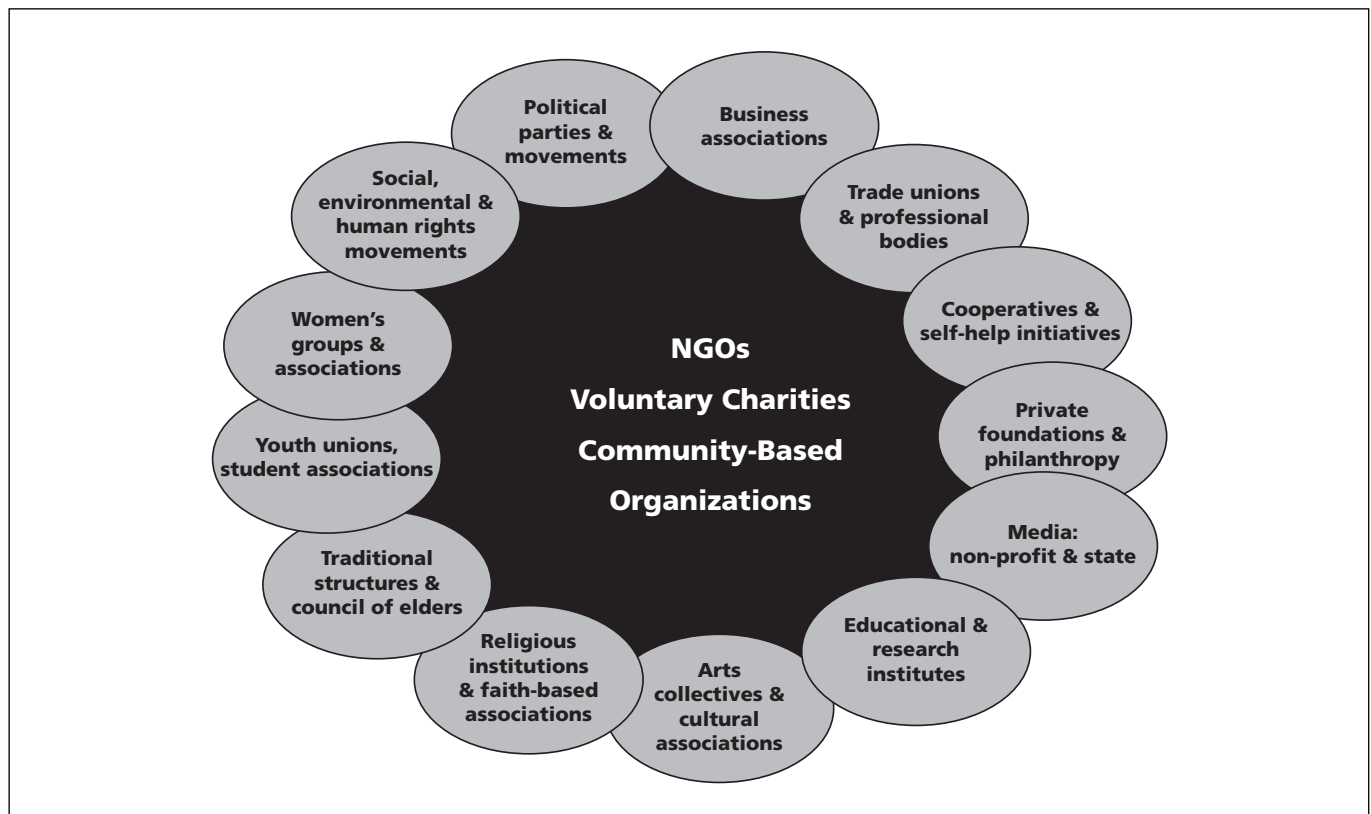 Political
parties &
movements
Business
associations
Social,
environmental &
human rights
movements
Trade unions
& professional
bodies
Women's
groups &
associations
Cooperatives &
self-help initiatives
NGOs
Voluntary Charities
Community-Based
Organizations
Private
foundations &
philanthropy
Youth unions,
student associations
Media:
non-profit & state
Traditional
structures &
council of elders
Educational &
research
institutes
Religious
institutions
& faith-based
associations
Arts
collectives &
cultural
associations